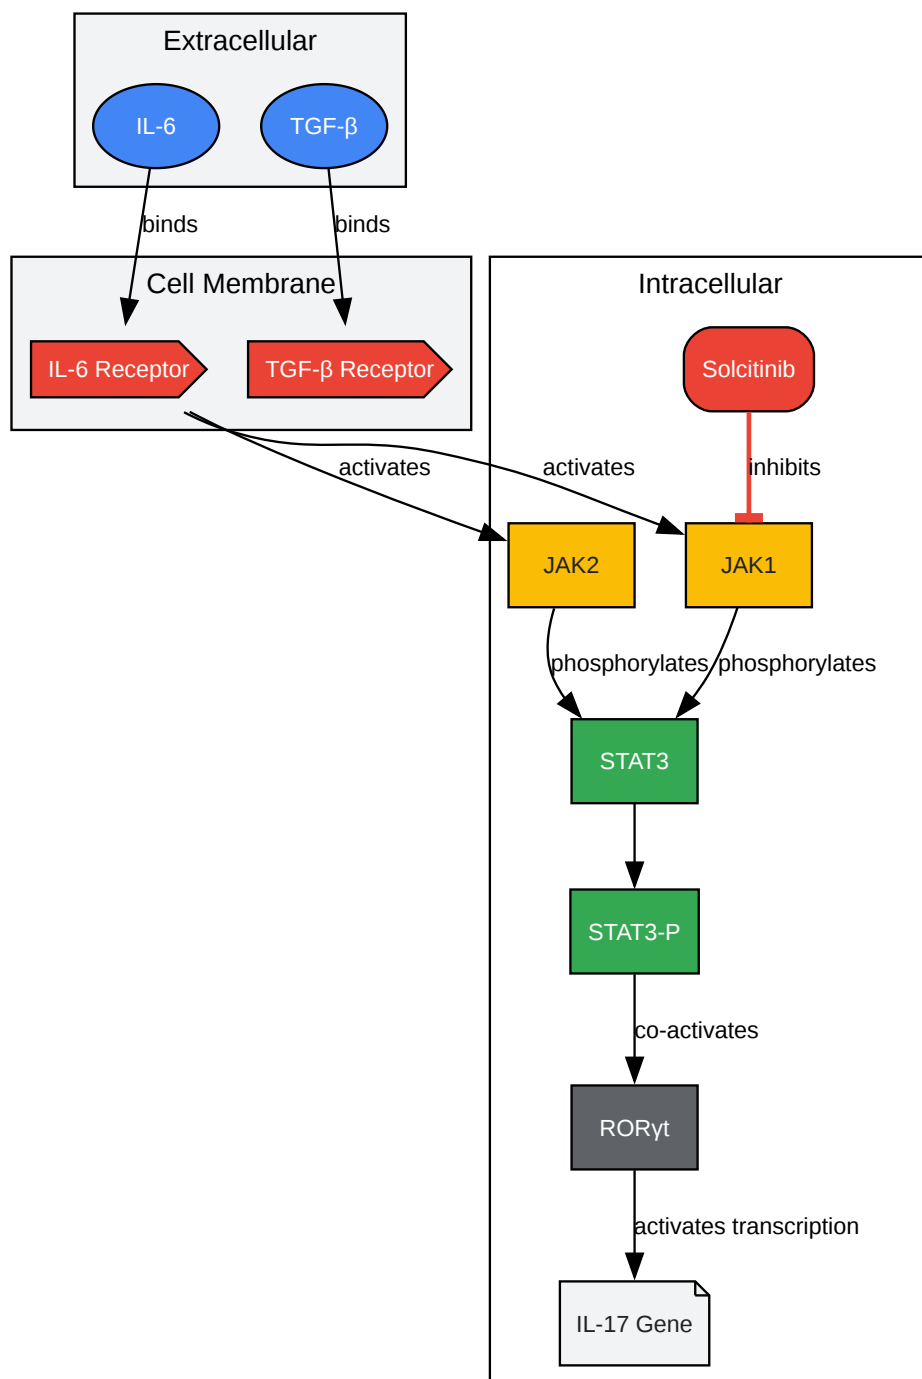 Extracellular
IL-6
TGF-β
binds
binds
Cell Membrane
Intracellular
IL-6 Receptor
TGF-β Receptor
Solcitinib
activates
activates
inhibits
JAK2
JAK1
phosphorylates
phosphorylates
STAT3
STAT3-P
co-activates
RORγt
activates transcription
IL-17 Gene